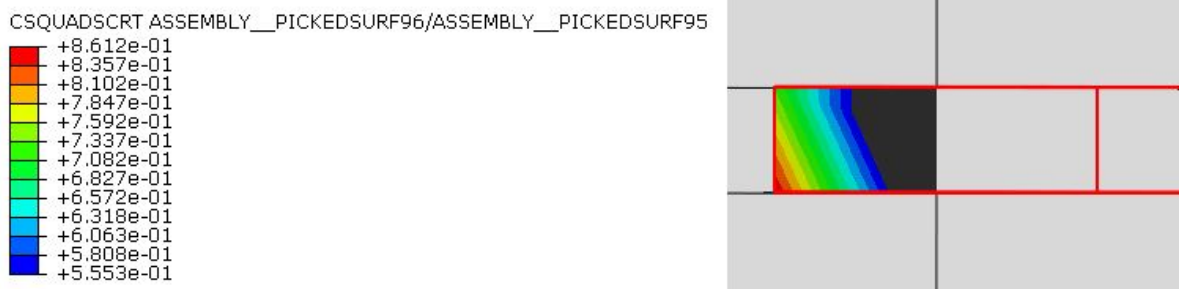 CSQUADSCRT ASSEMBLY__PICKEDSURF96/ASSEMBLY__PICKEDSURF95
+8.612e-01
+8.357e-01
+8.102e-01
+7.847e-01
+7.592e-01
+7.337e-01
+7.082e-01
+6.827e-01
+6.572e-01
+6.318e-01
+6.063e-01
+5.808e-01
+5.553e-01